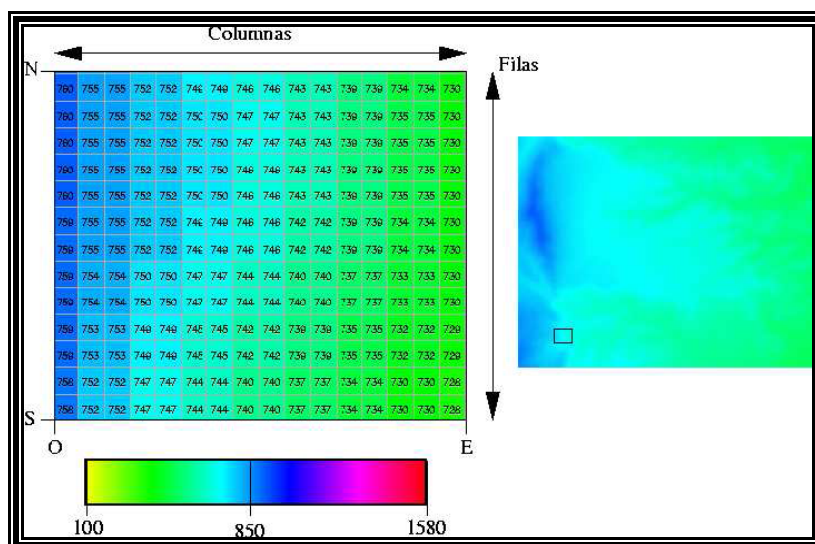 Columnas
Filas
N
760 755 755 752 752 749 749 746 746 743 743 739 739 734 734 730
760 755 755 752 752 750 750 747 747 743 743 739 739 735 735 730
760 755 755 752 752 750 750 747 747 743 743 739 739 735 735 730
760 755 755 752 752 750 750 746 746 743 743 739 739 735 735 730
760 755 755 752 752 750 750 746 746 743 743 739 739 735 735 730
759 755 755 752 752 749 749 746 746 742 742 739 739 734 734 730
759 755 755 752 752 749 749 746 746 742 742 739 739 734 734 730
759 754 754 750 750 747 747 744 744 740 740 737 737 733 733 730
759 754 754 750 750 747 747 744 744 740 740 737 737 733 733 730
759 753 753 749 749 745 745 742 742 739 739 735 735 732 732 729
759 753 753 749 749 745 745 742 742 739 739 735 735 732 732 729
758 752 752 747 747 744 744 740 740 737 737 734 734 730 730 728
758 752 752 747 747 744 744 740 740 737 737 734 734 730 730 728
S
O E
100 850 1580